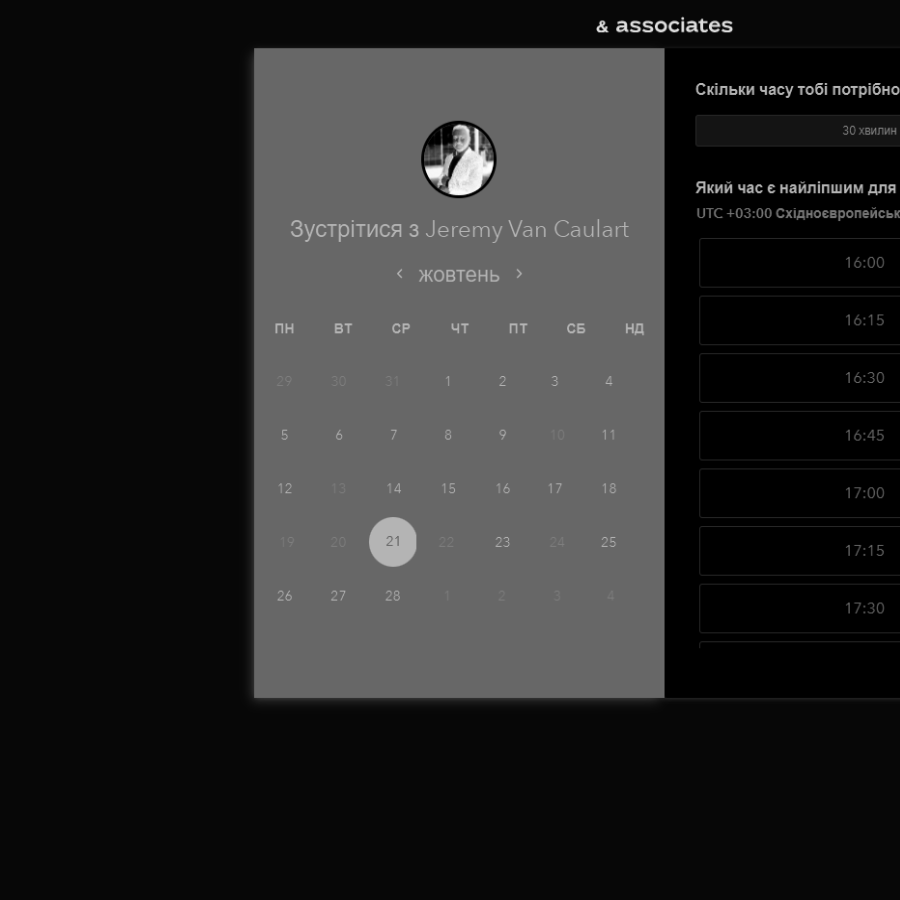 & associates
Зустрітися з Jeremy Van Caulart
‹ жовтень ›
ПН ВТ СР ЧТ ПТ СБ НД
29 30 31 1 2 3 4
5 6 7 8 9 10 11
12 13 14 15 16 17 18
19 20 21 22 23 24 25
26 27 28 1 2 3 4
Скільки часу тобі потрібно
30 хвилин
Який час є найліпшим для
UTC +03:00 Східноєвропейськ
16:00
16:15
16:30
16:45
17:00
17:15
17:30